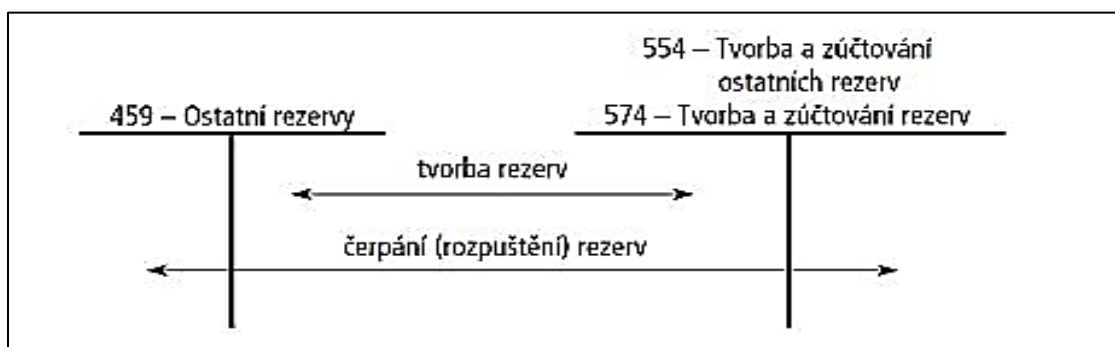 554 – Tvorba a zúčtování
ostatních rezerv
459 – Ostatní rezervy
574 – Tvorba a zúčtování rezerv
tvorba rezerv
čerpání (rozpuštění) rezerv